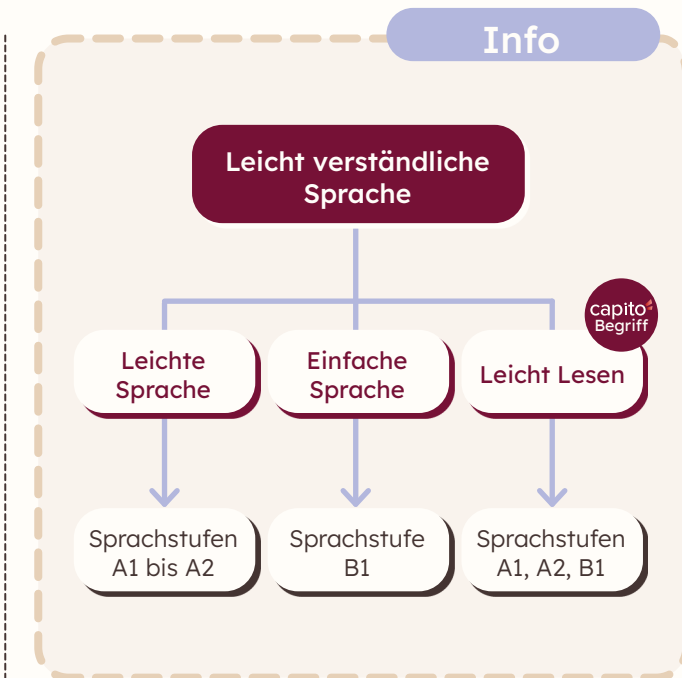 Info
Leicht verständliche
Sprache
capito
Begriff
Leichte
Sprache
Einfache
Sprache
Leicht Lesen
Sprachstufen
A1 bis A2
Sprachstufe
B1
Sprachstufen
A1, A2, B1